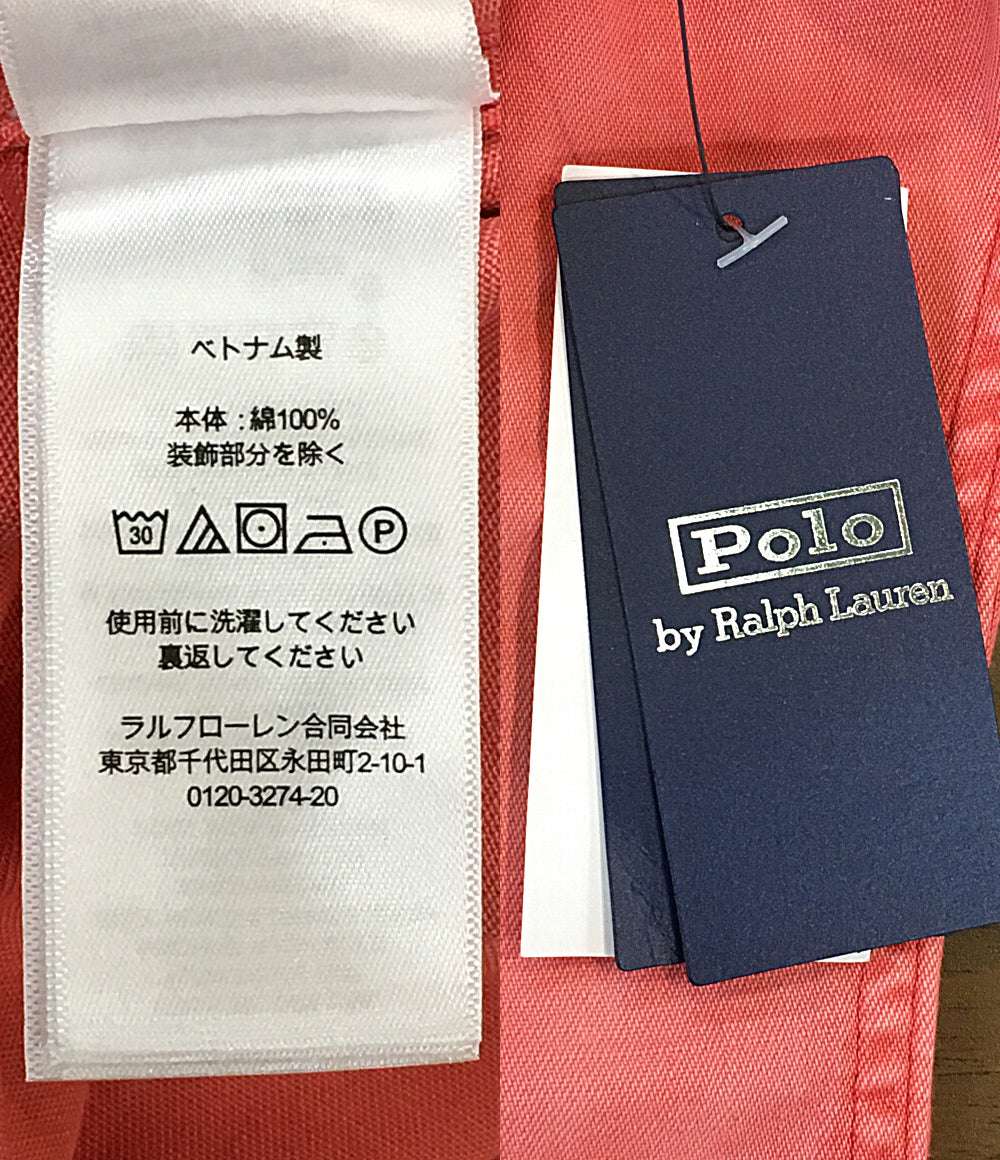 ベトナム製
本体：綿100%
装飾部分を除く
30
P
使用前に洗濯してください
裏返してください
ラルフローレン合同会社
東京都千代田区永田町2-10-1
0120-3274-20
Polo
by Ralph Lauren